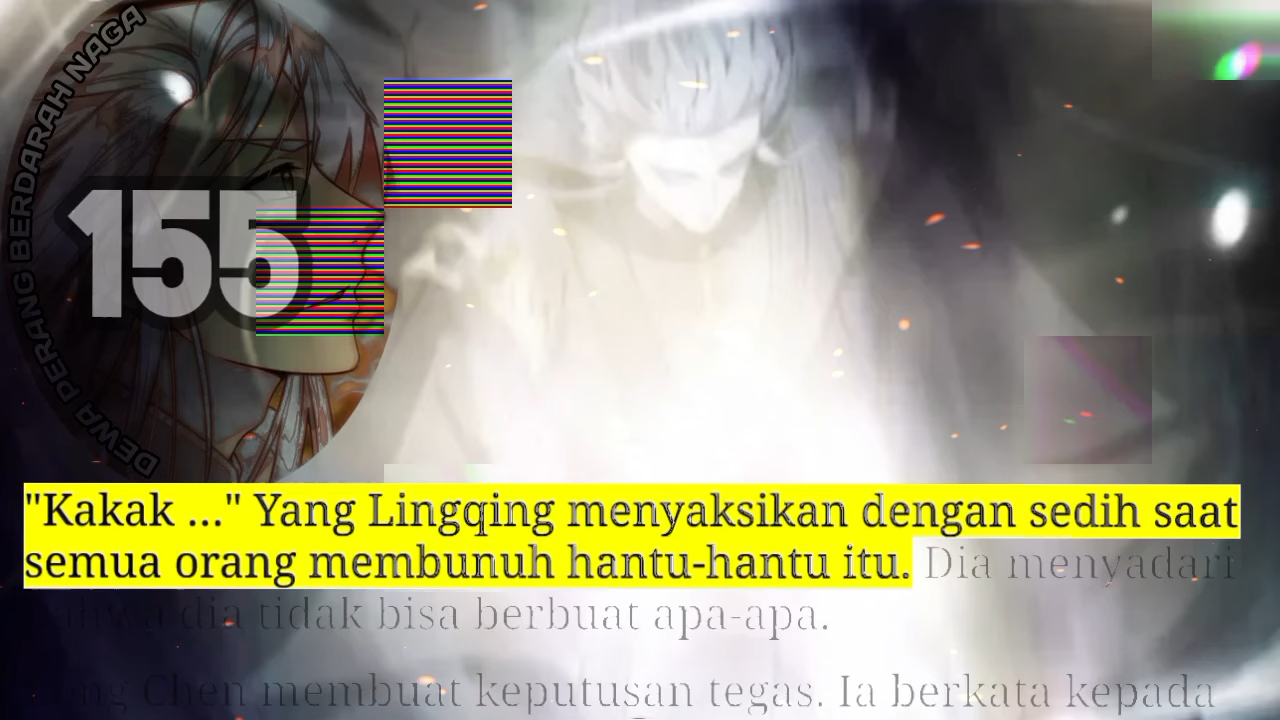 DEWA PERANG BERDARAH NAGA
155
"Kakak ..." Yang Lingqing menyaksikan dengan sedih saat
semua orang membunuh hantu-hantu itu. Dia menyadari
bahwa dia tidak bisa berbuat apa-apa.
Chen membuat keputusan tegas. Ia berkata kepada